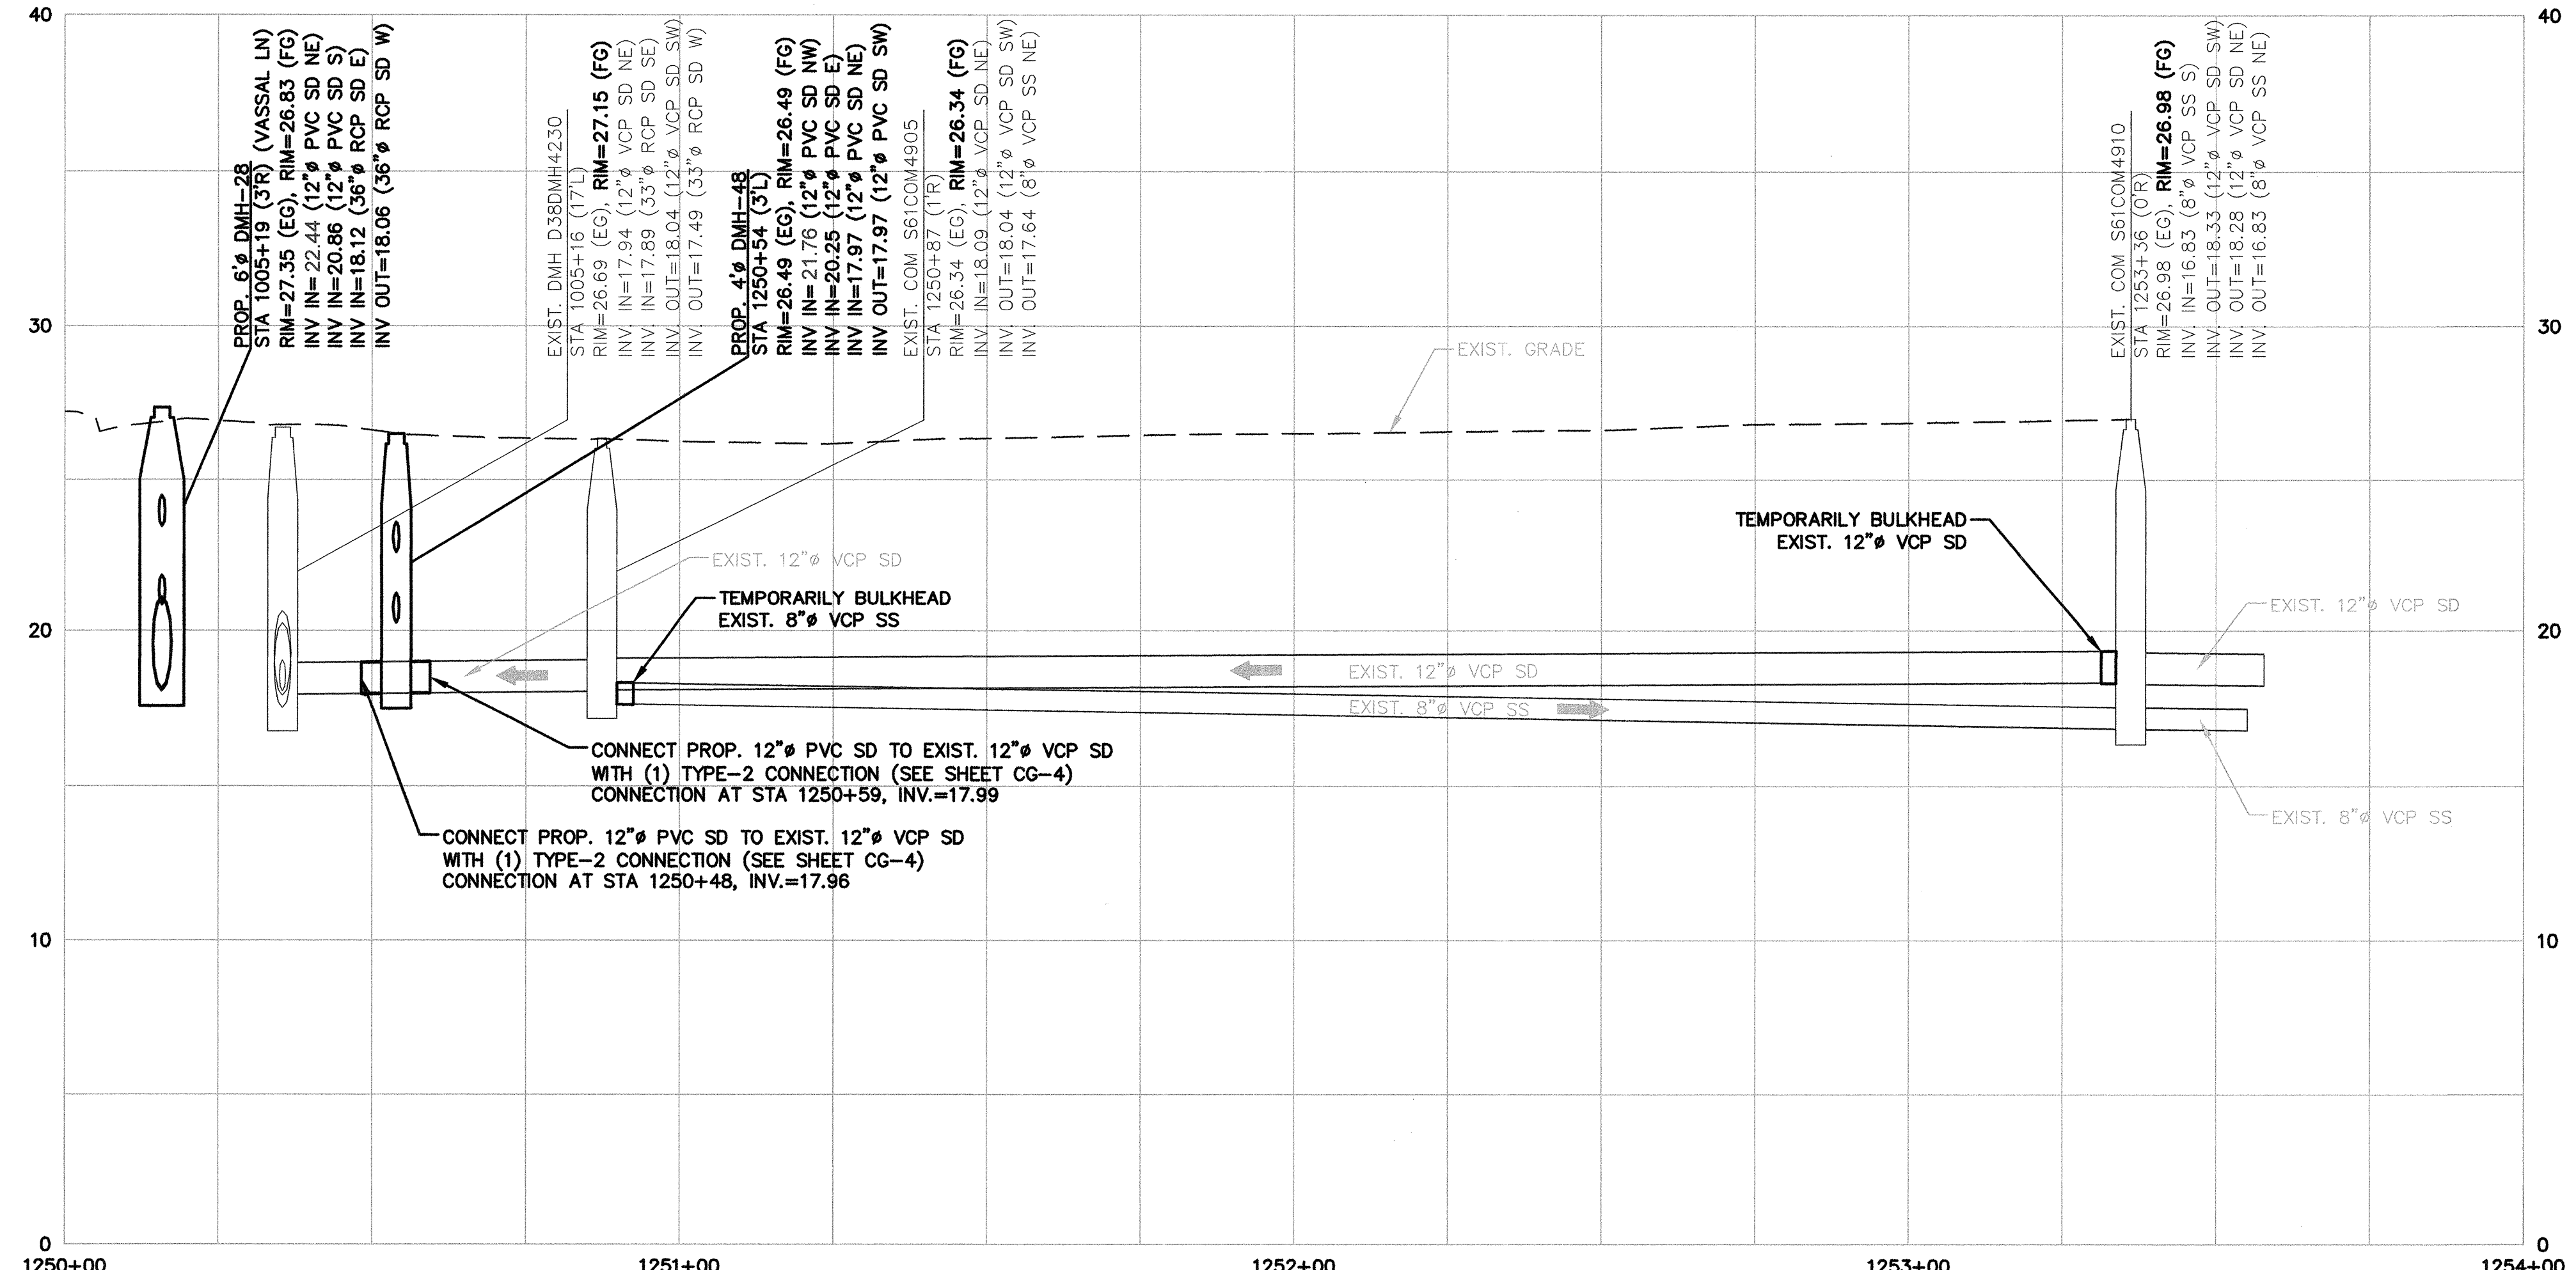 40
40
30
30
20
20
10
10
0
0
1250+00
1251+00
1252+00
1253+00
1254+00
PROP. 6'ø DMH-28
STA 1005+19 (3'R) (VASSAL LN)
RIM=27.35 (EG), RIM=26.83 (FG)
INV IN= 22.44 (12"ø PVC SD NE)
INV IN=20.86 (12"ø PVC SD S)
INV IN=18.12 (36"ø RCP SD E)
INV OUT=18.06 (36"ø RCP SD W)
EXIST. DMH D38DMH4230
STA 1005+16 (17'L)
RIM=26.69 (EG), RIM=27.15 (FG)
INV. IN=17.94 (12"ø VCP SD NE)
INV. IN=17.89 (33"ø RCP SD SE)
INV. OUT=18.04 (12"ø VCP SD SW)
INV. OUT=17.49 (33"ø RCP SD W)
PROP. 4'ø DMH-48
STA 1250+54 (3'L)
RIM=26.49 (EG), RIM=26.49 (FG)
INV IN= 21.76 (12"ø PVC SD NW)
INV IN=20.25 (12"ø PVC SD E)
INV IN=17.97 (12"ø PVC SD NE)
INV OUT=17.97 (12"ø PVC SD SW)
EXIST. COM S61COM4905
STA 1250+87 (1'R)
RIM=26.34 (EG), RIM=26.34 (FG)
INV. IN=18.09 (12"ø VCP SD NE)
INV. OUT=18.04 (12"ø VCP SD SW)
INV. OUT=17.64 (8"ø VCP SS NE)
EXIST. COM S61COM4910
STA 1253+36 (0'R)
RIM=26.98 (EG), RIM=26.98 (FG)
INV. IN=16.83 (8"ø VCP SS S)
INV. OUT=18.33 (12"ø VCP SD SW)
INV. OUT=18.28 (12"ø VCP SD NE)
INV. OUT=16.83 (8"ø VCP SS NE)
EXIST. GRADE
EXIST. 12"ø VCP SD
TEMPORARILY BULKHEAD
EXIST. 8"ø VCP SS
TEMPORARILY BULKHEAD
EXIST. 12"ø VCP SD
EXIST. 12"ø VCP SD
EXIST. 12"ø VCP SD
EXIST. 8"ø VCP SS
EXIST. 8"ø VCP SS
CONNECT PROP. 12"ø PVC SD TO EXIST. 12"ø VCP SD
WITH (1) TYPE-2 CONNECTION (SEE SHEET CG-4)
CONNECTION AT STA 1250+59, INV.=17.99
CONNECT PROP. 12"ø PVC SD TO EXIST. 12"ø VCP SD
WITH (1) TYPE-2 CONNECTION (SEE SHEET CG-4)
CONNECTION AT STA 1250+48, INV.=17.96